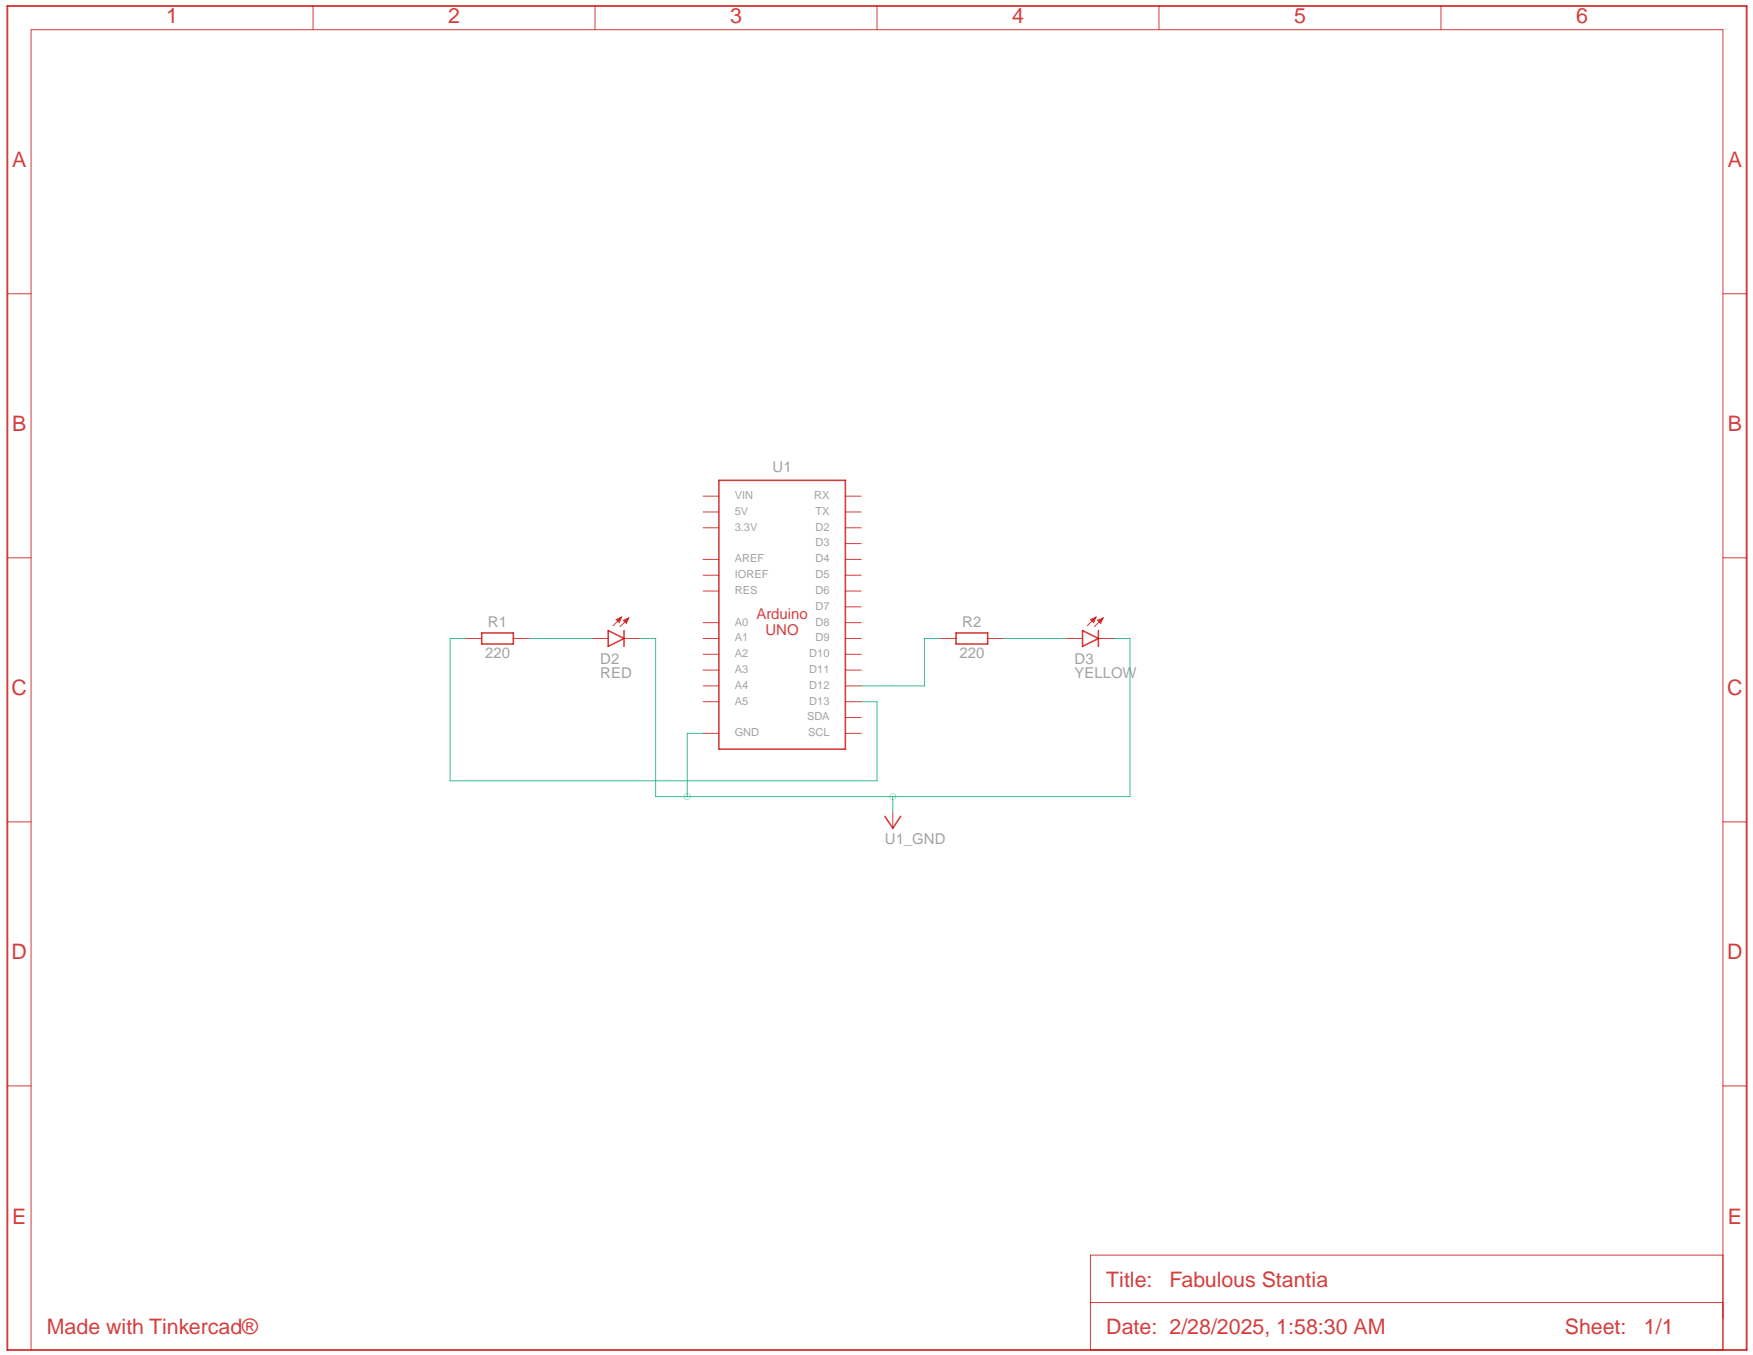 1 2 3 4 5 6
A A
B B
U1
VIN RX
5V TX
3.3V D2
D3
AREF D4
IOREF D5
RES D6
D7
Arduino
UNO
A0 D8
A1 D9
A2 D10
A3 D11
A4 D12
A5 D13
SDA
GND SCL
R1
220
D2
RED
R2
220
D3
YELLOW
C C
U1_GND
D D
E E
Title: Fabulous Stantia
Date: 2/28/2025, 1:58:30 AM Sheet: 1/1
Made with Tinkercad®